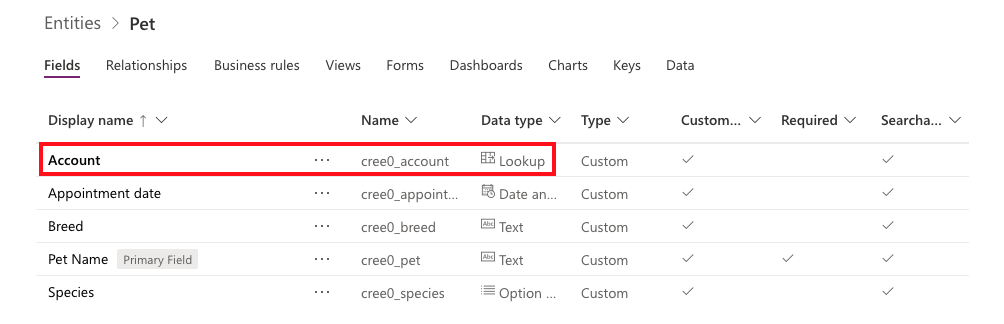 Entities > Pet
Fields Relationships Business rules Views Forms Dashboards Charts Keys Data
Display name ↑ Name Data type Type Custom... Required Searcha...
Account ... cree0_account Lookup Custom
Appointment date ... cree0_appoint... Date an... Custom
Breed ... cree0_breed Abc Text Custom
Pet Name Primary Field ... cree0_pet Abc Text Custom
Species ... cree0_species Option ... Custom